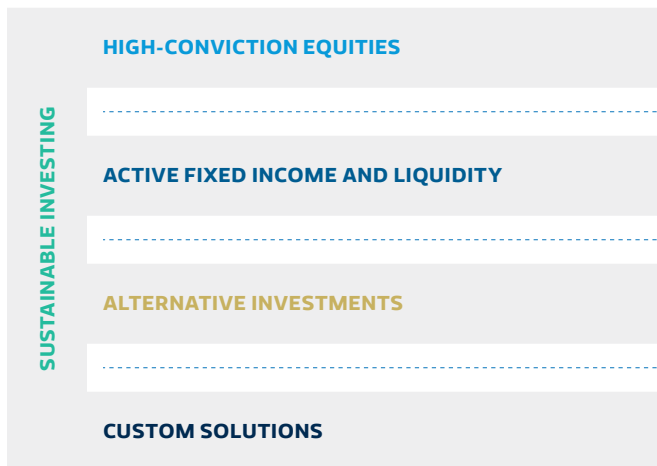 SUSTAINABLE INVESTING
HIGH-CONVICTION EQUITIES
ACTIVE FIXED INCOME AND LIQUIDITY
ALTERNATIVE INVESTMENTS
CUSTOM SOLUTIONS